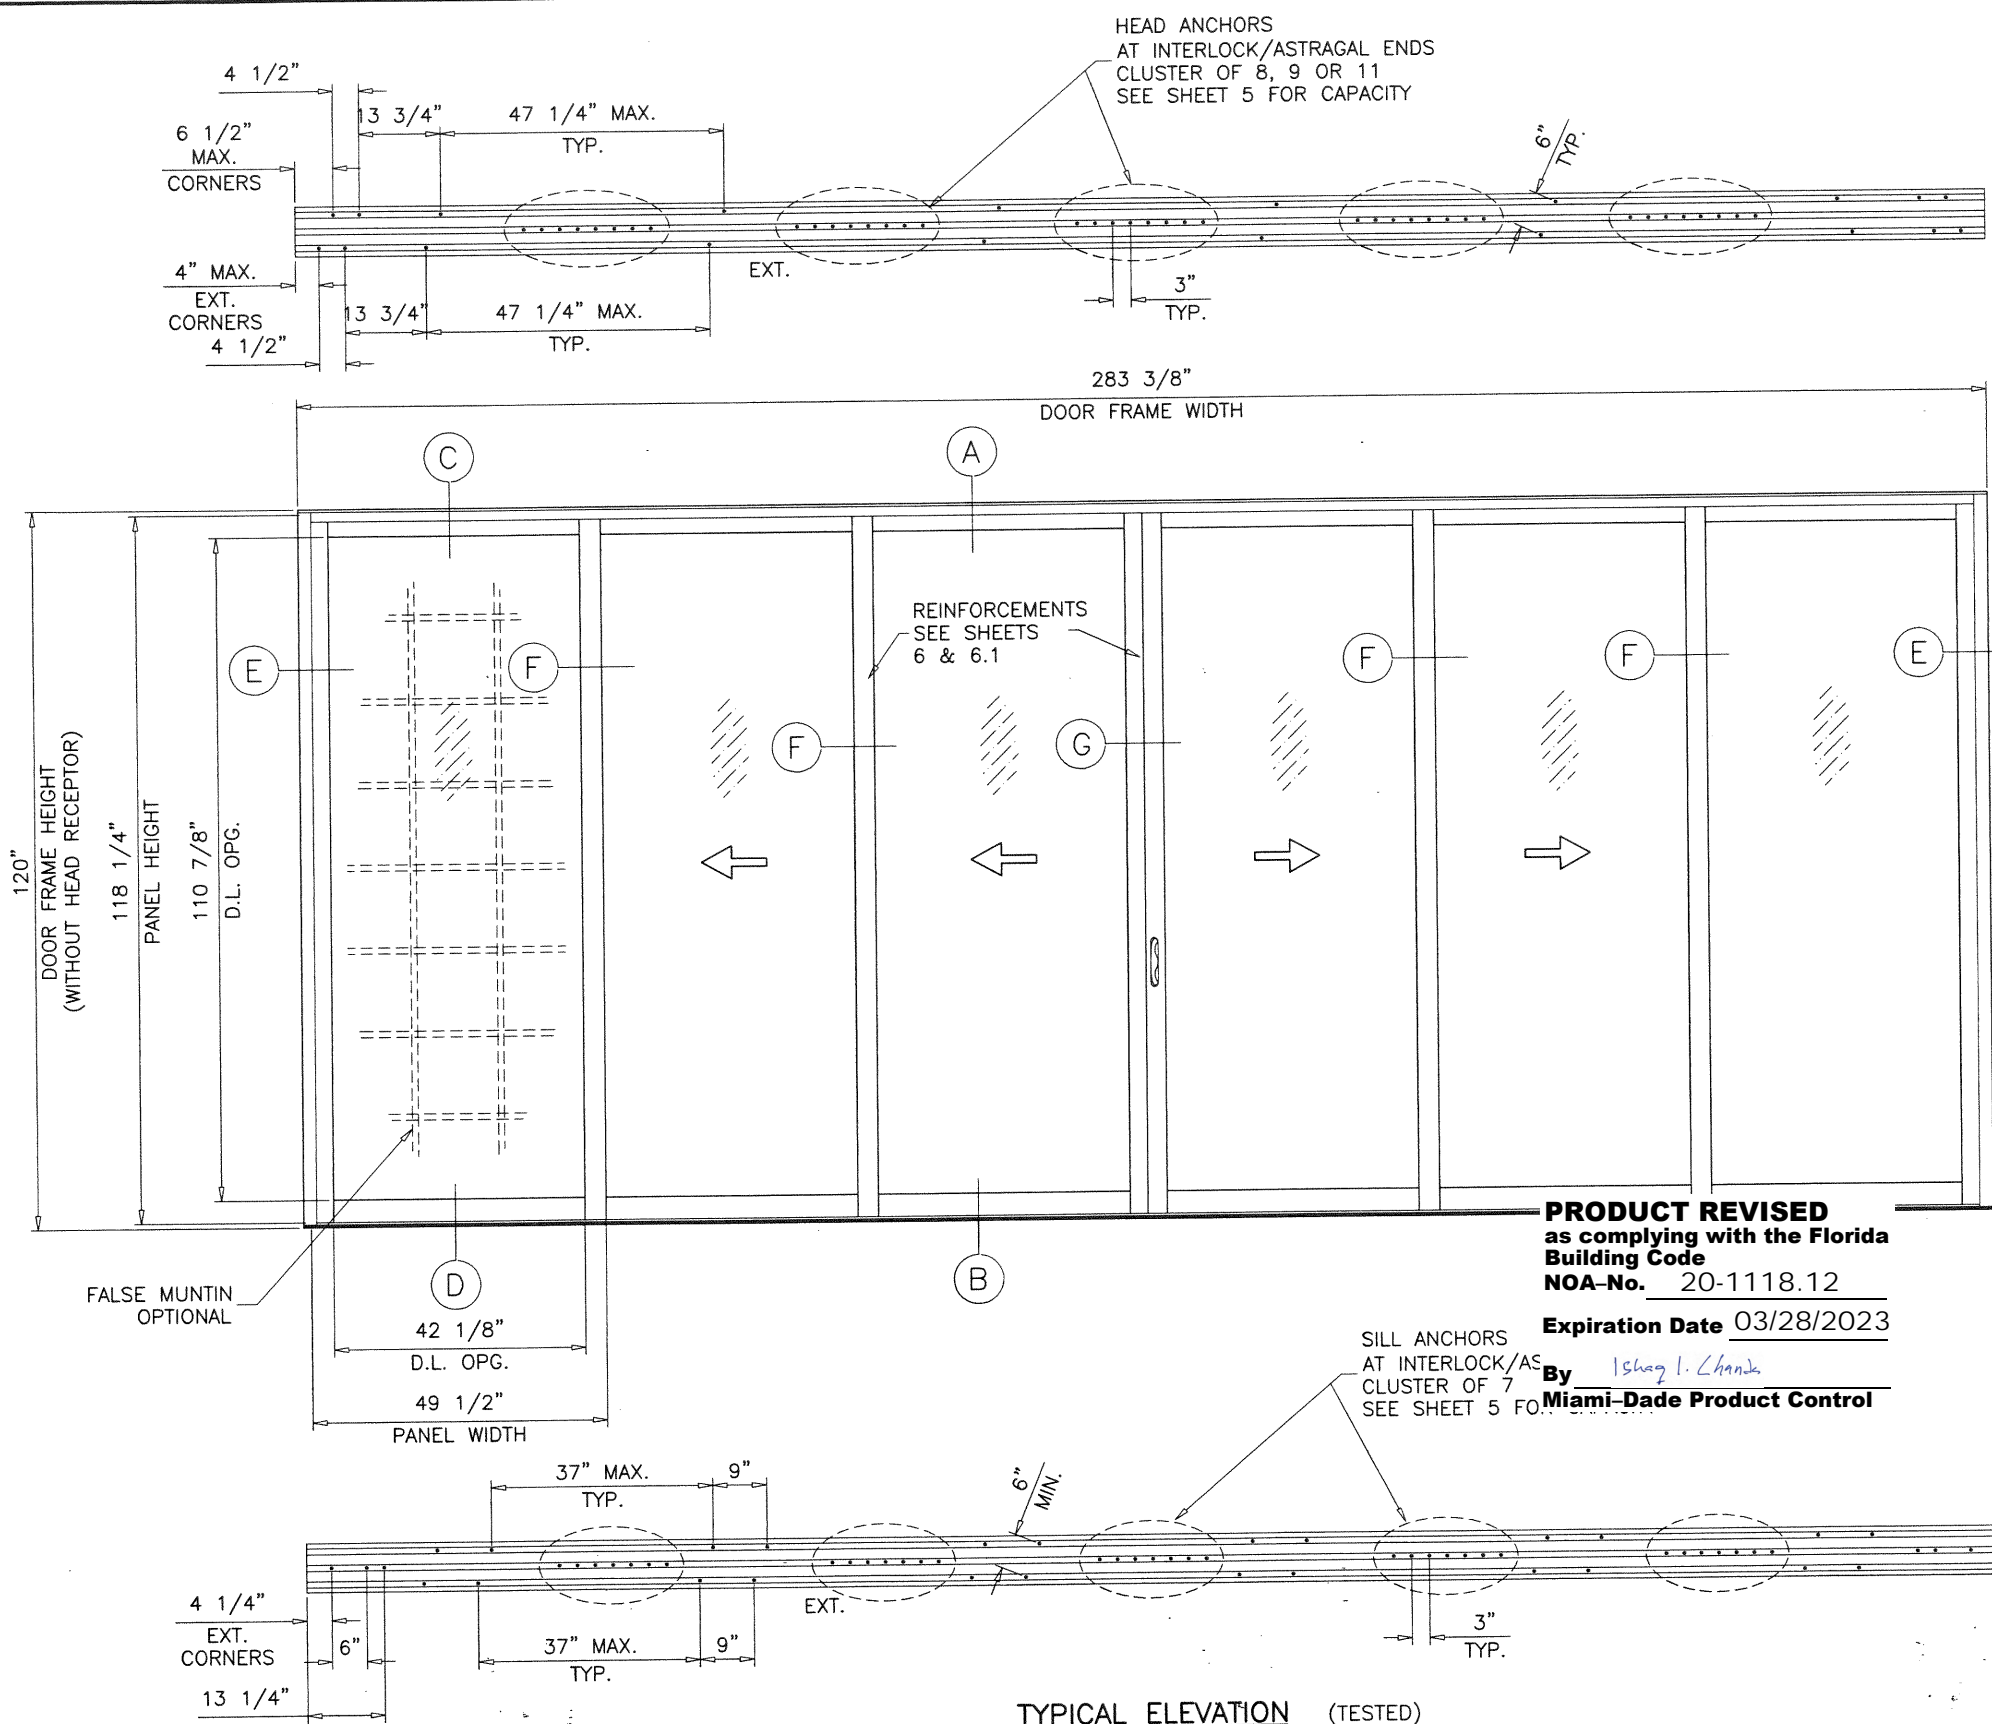 HEAD ANCHORS
AT INTERLOCK/ASTRAGAL ENDS
CLUSTER OF 8, 9 OR 11
SEE SHEET 5 FOR CAPACITY
4 1/2"
13 3/4"
47 1/4" MAX.
TYP.
6 1/2"
MAX.
CORNERS
6"
TYP.
4" MAX.
EXT.
CORNERS
4 1/2"
13 3/4"
47 1/4" MAX.
TYP.
EXT.
3"
TYP.
283 3/8"
DOOR FRAME WIDTH
C
A
REINFORCEMENTS
SEE SHEETS
6 & 6.1
E
F
F
F
E
F
G
120"
DOOR FRAME HEIGHT
(WITHOUT HEAD RECEPTOR)
118 1/4"
PANEL HEIGHT
110 7/8"
D.L. OPG.
FALSE MUNTIN
OPTIONAL
D
B
42 1/8"
D.L. OPG.
49 1/2"
PANEL WIDTH
PRODUCT REVISED
as complying with the Florida
Building Code
NOA–No. 20-1118.12
Expiration Date 03/28/2023
By Ishaq I. Chanda
Miami–Dade Product Control
SILL ANCHORS
AT INTERLOCK/AS
CLUSTER OF 7
SEE SHEET 5 FOR
37" MAX.
TYP.
9"
6"
MIN.
EXT.
4 1/4"
EXT.
CORNERS
6"
37" MAX.
TYP.
9"
3"
TYP.
13 1/4"
TYPICAL ELEVATION (TESTED)